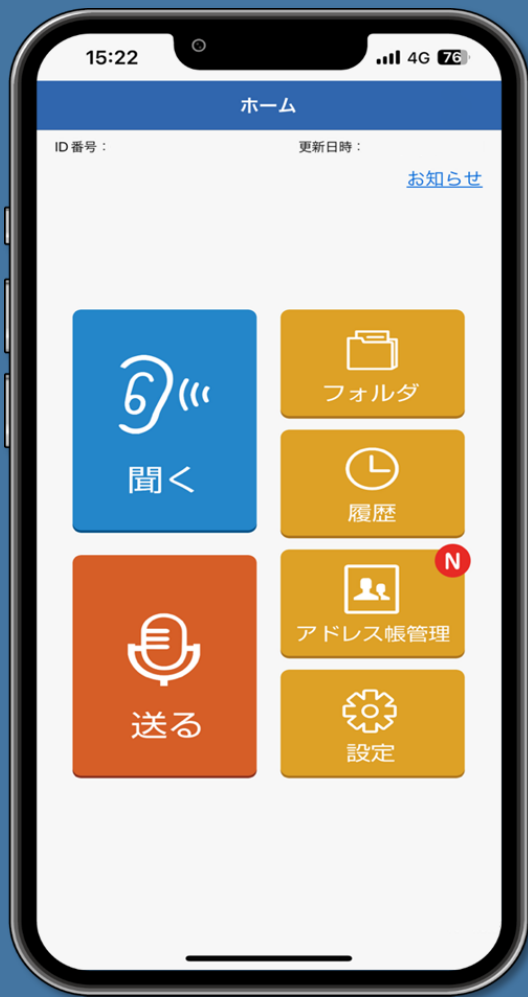 15:22
4G 76
ホーム
ID番号：
更新日時：
お知らせ
聞く
フォルダ
履歴
N
アドレス帳管理
送る
設定